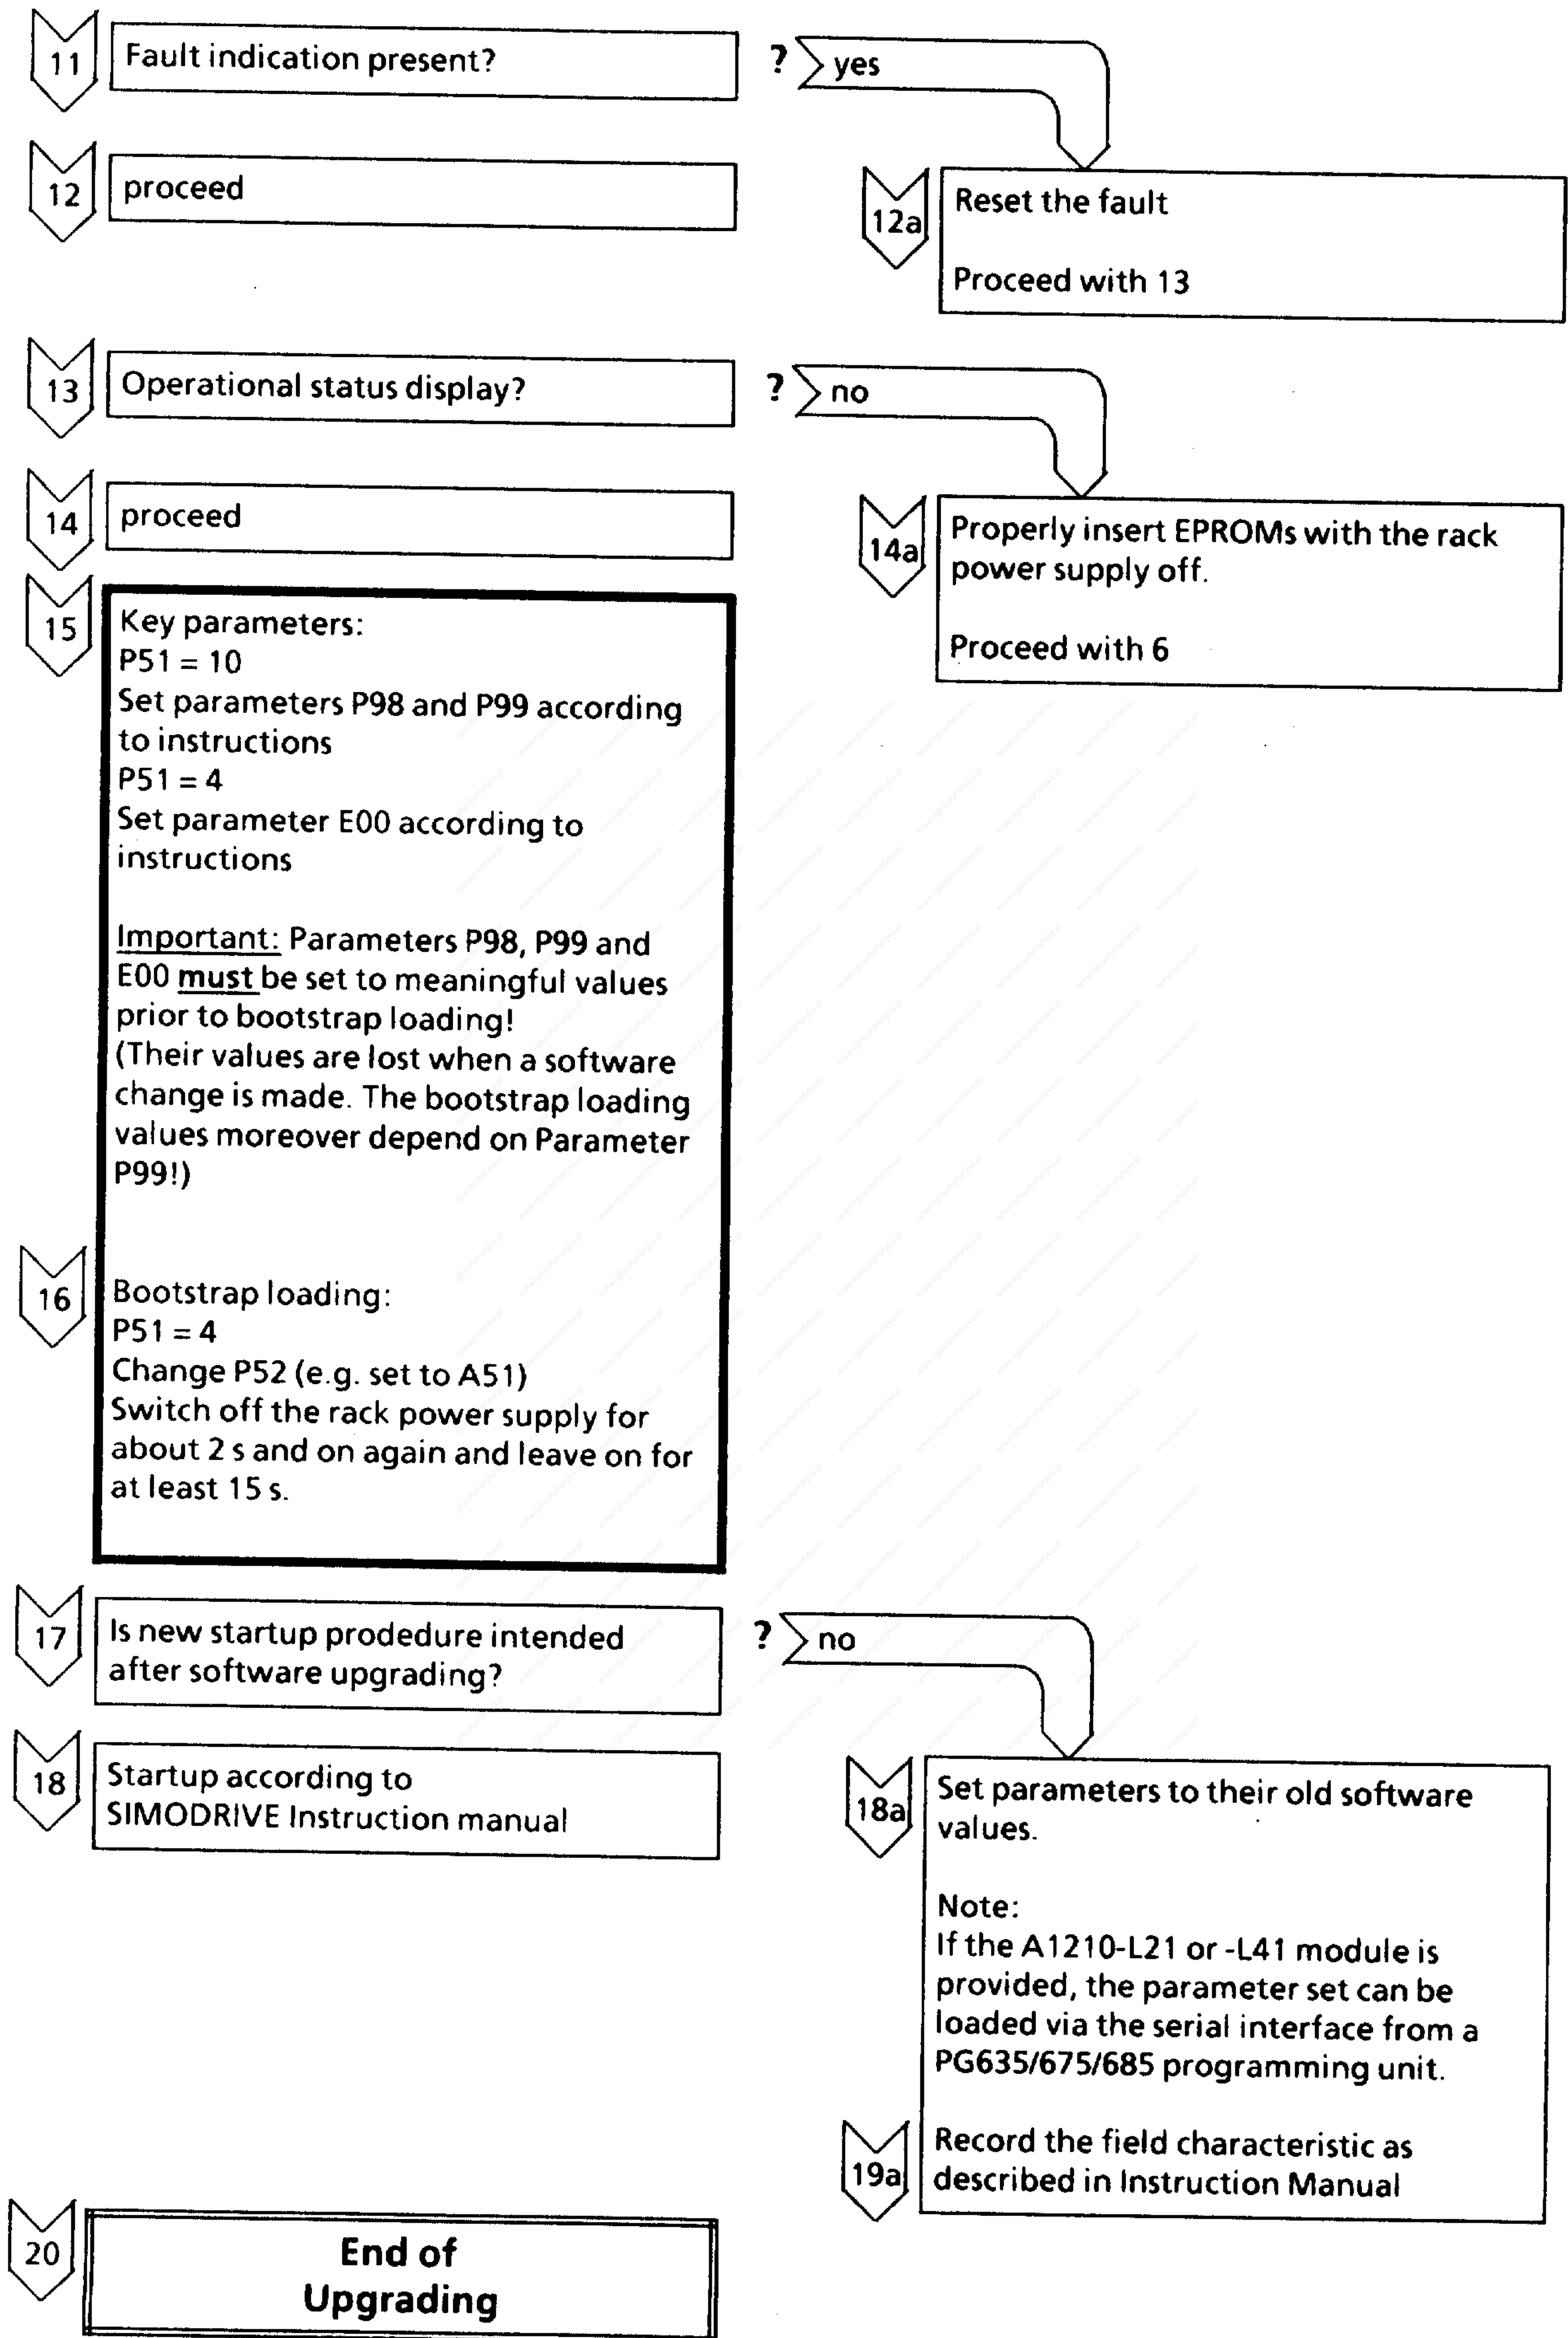 11
Fault indication present?
? yes
12
proceed
12a
Reset the fault
Proceed with 13
13
Operational status display?
? no
14
proceed
14a
Properly insert EPROMs with the rack
power supply off.
Proceed with 6
15
Key parameters:
P51 = 10
Set parameters P98 and P99 according
to instructions
P51 = 4
Set parameter E00 according to
instructions
Important: Parameters P98, P99 and
E00 must be set to meaningful values
prior to bootstrap loading!
(Their values are lost when a software
change is made. The bootstrap loading
values moreover depend on Parameter
P99!)
16
Bootstrap loading:
P51 = 4
Change P52 (e.g. set to A51)
Switch off the rack power supply for
about 2 s and on again and leave on for
at least 15 s.
17
Is new startup prodedure intended
after software upgrading?
? no
18
Startup according to
SIMODRIVE Instruction manual
18a
Set parameters to their old software
values.
Note:
If the A1210-L21 or -L41 module is
provided, the parameter set can be
loaded via the serial interface from a
PG635/675/685 programming unit.
19a
Record the field characteristic as
described in Instruction Manual
20
End of
Upgrading